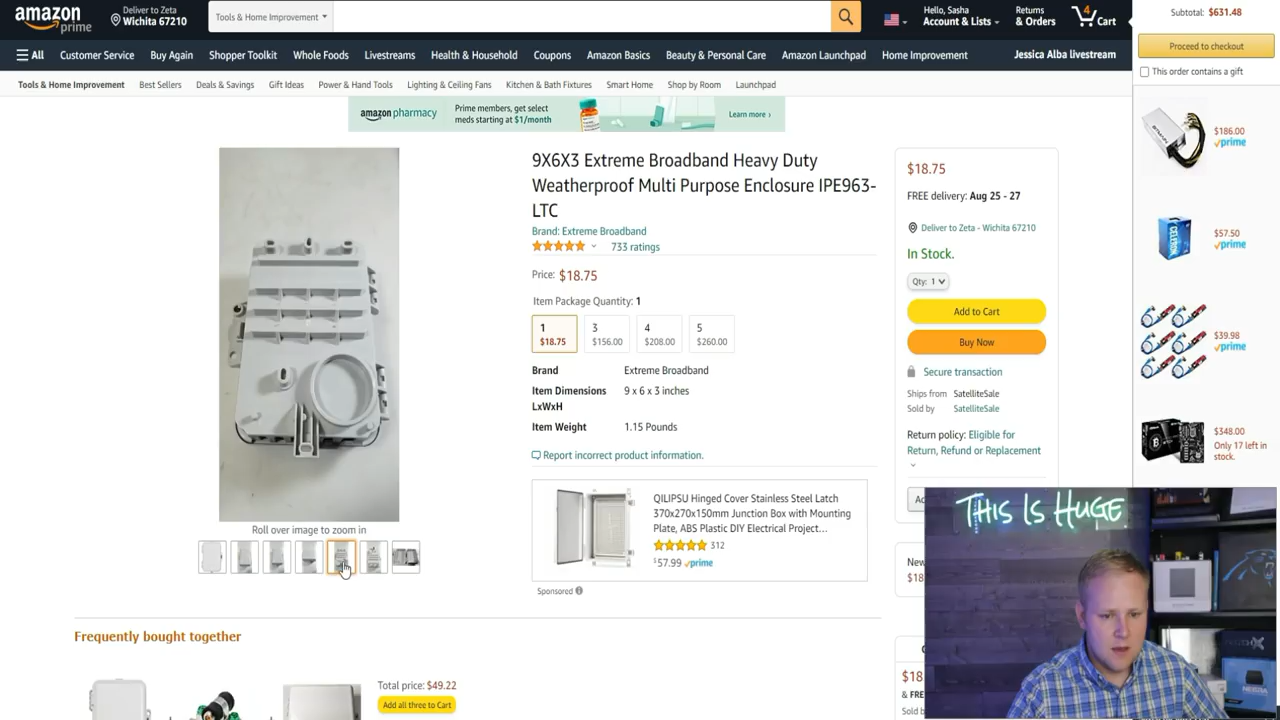 amazon
prime
Deliver to Zeta
Wichita 67210
Tools & Home Improvement
Hello, Sasha
Account & Lists
Returns
& Orders
4
Cart
Subtotal: $631.48
Proceed to checkout
This order contains a gift
All
Customer Service
Buy Again
Shopper Toolkit
Whole Foods
Livestreams
Health & Household
Coupons
Amazon Basics
Beauty & Personal Care
Amazon Launchpad
Home Improvement
Jessica Alba livestream
Tools & Home Improvement
Best Sellers
Deals & Savings
Gift Ideas
Power & Hand Tools
Lighting & Ceiling Fans
Kitchen & Bath Fixtures
Smart Home
Shop by Room
Launchpad
amazon pharmacy
Prime members, get select
meds starting at $1/month
Learn more ›
Roll over image to zoom in
9X6X3 Extreme Broadband Heavy Duty
Weatherproof Multi Purpose Enclosure IPE963-
LTC
Brand: Extreme Broadband
733 ratings
Price: $18.75
Item Package Quantity: 1
1
$18.75
3
$156.00
4
$208.00
5
$260.00
Brand Extreme Broadband
Item Dimensions 9 x 6 x 3 inches
LxWxH
Item Weight 1.15 Pounds
Report incorrect product information.
QILIPSU Hinged Cover Stainless Steel Latch
370x270x150mm Junction Box with Mounting
Plate, ABS Plastic DIY Electrical Project...
312
$57.99 prime
Sponsored
$18.75
FREE delivery: Aug 25 - 27
Deliver to Zeta - Wichita 67210
In Stock.
Qty: 1
Add to Cart
Buy Now
Secure transaction
Ships from SatelliteSale
Sold by SatelliteSale
Return policy: Eligible for
Return, Refund or Replacement
$186.00
prime
$57.50
prime
$39.98
prime
$348.00
Only 17 left in
stock.
THIS IS HUGE
Frequently bought together
Total price: $49.22
Add all three to Cart